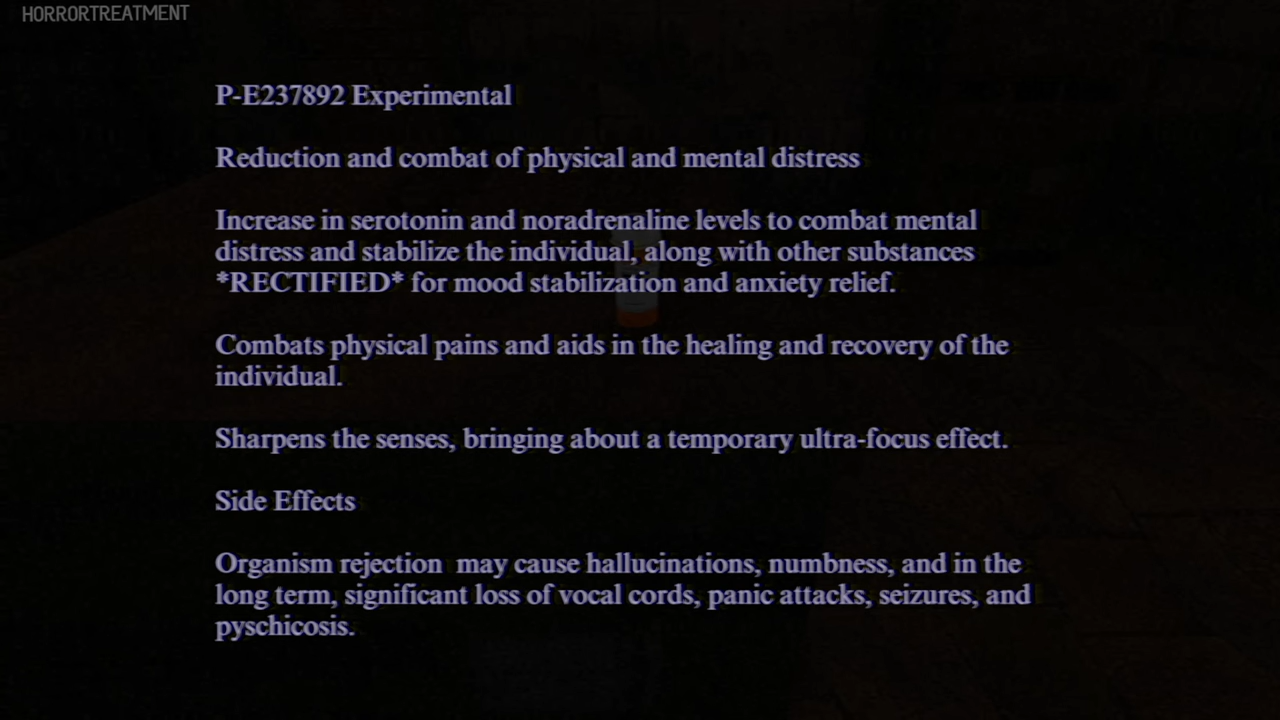 HORRORTREATMENT
P-E237892 Experimental
Reduction and combat of physical and mental distress
Increase in serotonin and noradrenaline levels to combat mental
distress and stabilize the individual, along with other substances
*RECTIFIED* for mood stabilization and anxiety relief.
Combats physical pains and aids in the healing and recovery of the
individual.
Sharpens the senses, bringing about a temporary ultra-focus effect.
Side Effects
Organism rejection  may cause hallucinations, numbness, and in the
long term, significant loss of vocal cords, panic attacks, seizures, and
pyschicosis.